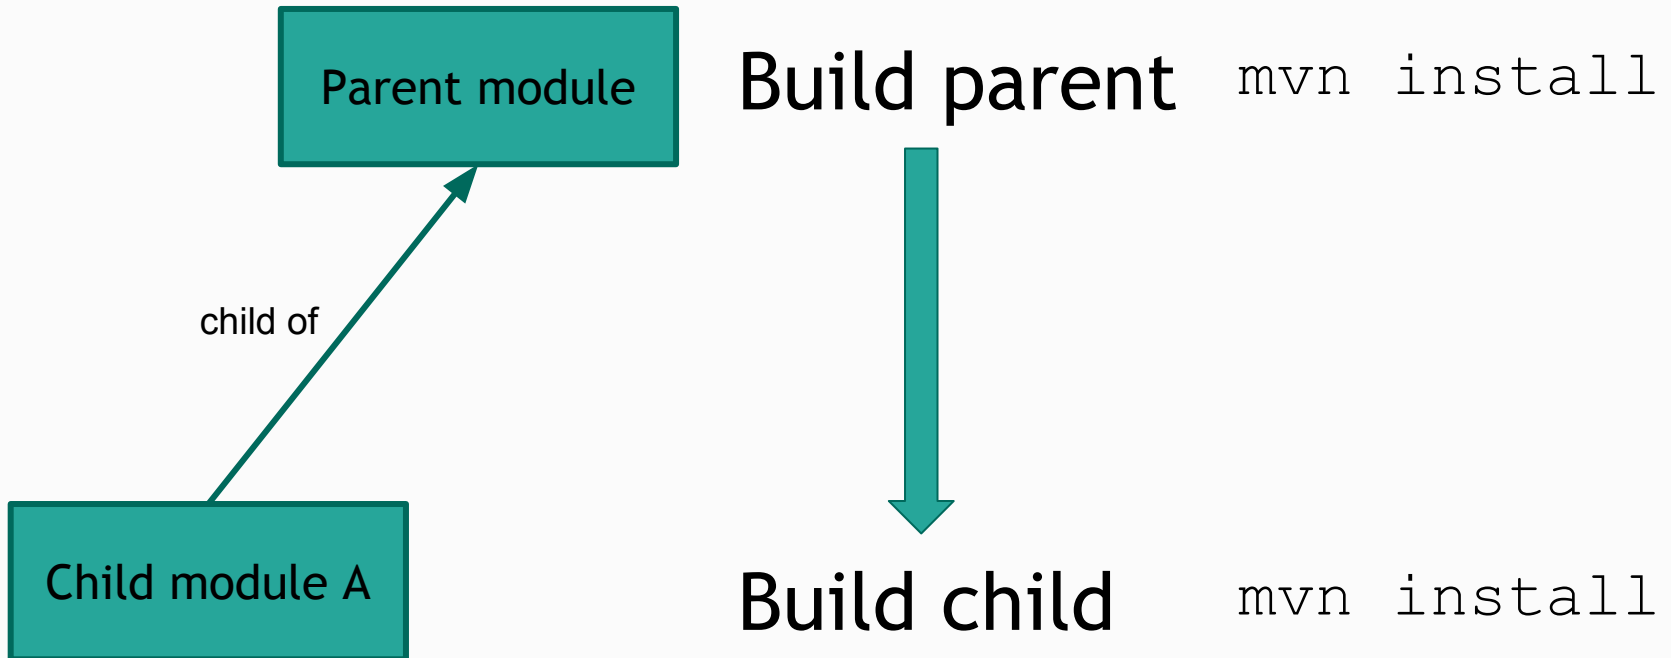 Parent module
Build parent
mvn install
child of
Child module A
Build child
mvn install